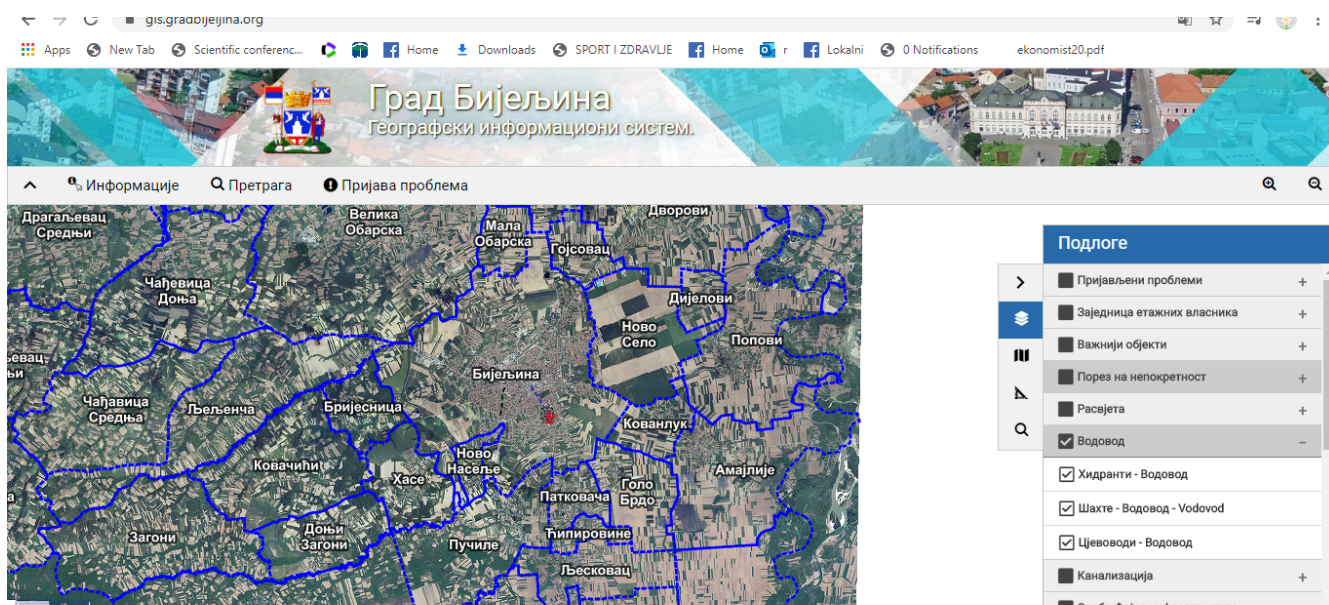 gis.gradbijeljina.org
Apps New Tab Scientific conferenc... Home Downloads SPORT I ZDRAVLJE Home r Lokalni 0 Notifications ekonomist20.pdf
Град Бијељина
Географски информациони систем.
Информације Претрага Пријава проблема
Драгаљевац
Средњи
Велика
Обарска
Мала
Обарска
Гојсовац
Дворови
Чађевица
Доња
Дијелови
Ново
Село
Попови
Бијељина
Чађавица
Средња
Љељенча
Бријесница
Кованлук
Ковачићи
Хасе
Ново
Насеље
Голо
Брдо
Амајлије
Патковача
Загони
Доњи
Загони
Пучиле
Ћипировине
Љесковац
Подлоге
Пријављени проблеми +
Заједница етажних власника +
Важнији објекти +
Порез на непокретност +
Расвјета +
Водовод –
Хидранти - Водовод
Шахте - Водовод - Vodovod
Цјевоводи - Водовод
Канализација +